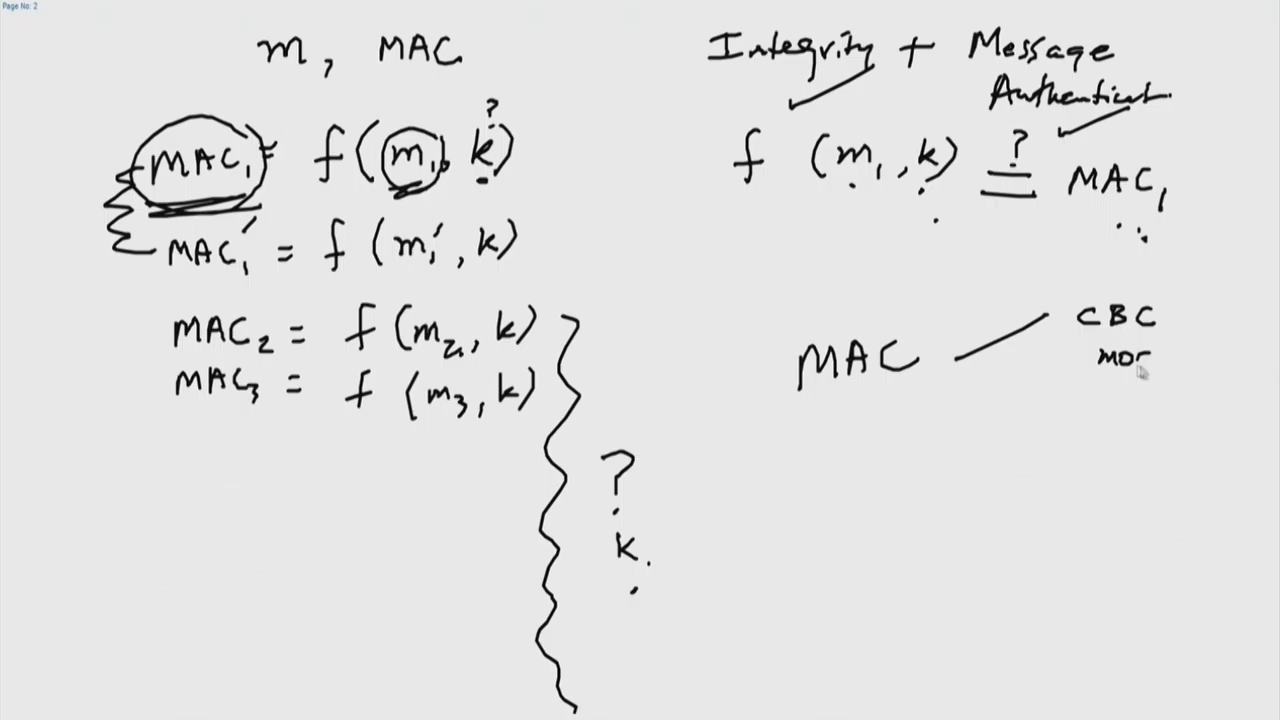 Page No: 2
m, MAC
MAC₁ = f(m₁, k)
?
MAC₁' = f(m₁', k)
MAC₂ = f(m₂, k)
MAC₃ = f(m₃, k)
?
k.
Integrity + Message
Authenticat.
f (m₁, k) ≟ MAC₁
MAC
CBC
mor